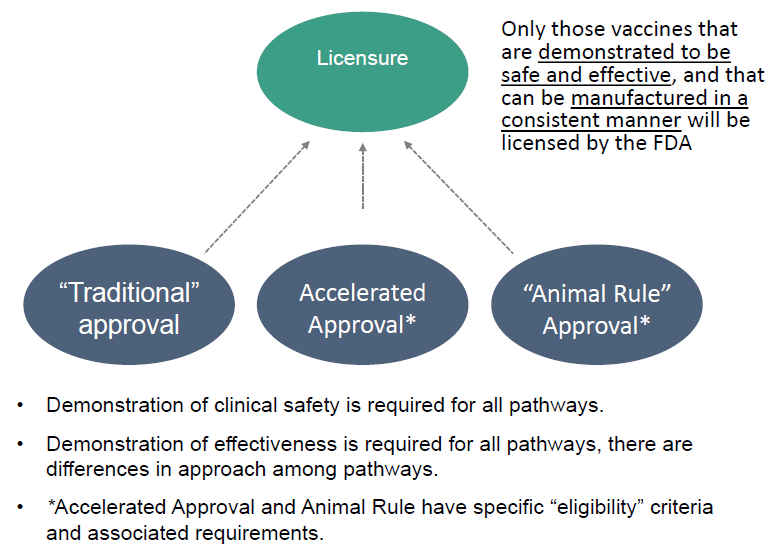 Licensure
Only those vaccines that
are demonstrated to be
safe and effective, and that
can be manufactured in a
consistent manner will be
licensed by the FDA
“Traditional”
approval
Accelerated
Approval*
“Animal Rule”
Approval*
• Demonstration of clinical safety is required for all pathways.
• Demonstration of effectiveness is required for all pathways, there are
differences in approach among pathways.
• *Accelerated Approval and Animal Rule have specific “eligibility” criteria
and associated requirements.